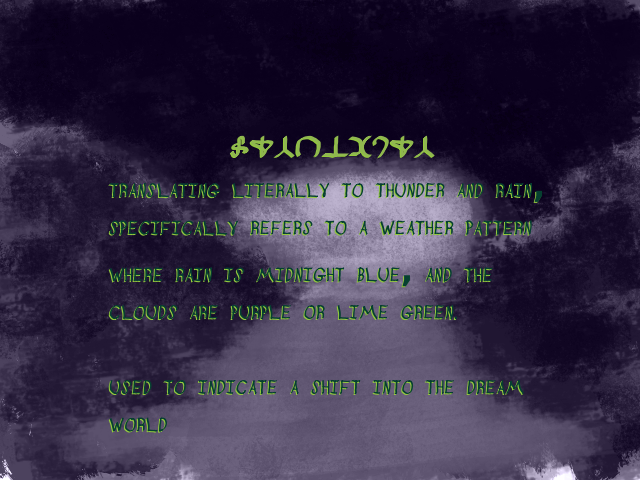 TRANSLATING LITERALLY TO THUNDER AND RAIN,
SPECIFICALLY REFERS TO A WEATHER PATTERN
WHERE RAIN IS MIDNIGHT BLUE, AND THE
CLOUDS ARE PURPLE OR LIME GREEN.
USED TO INDICATE A SHIFT INTO THE DREAM
WORLD